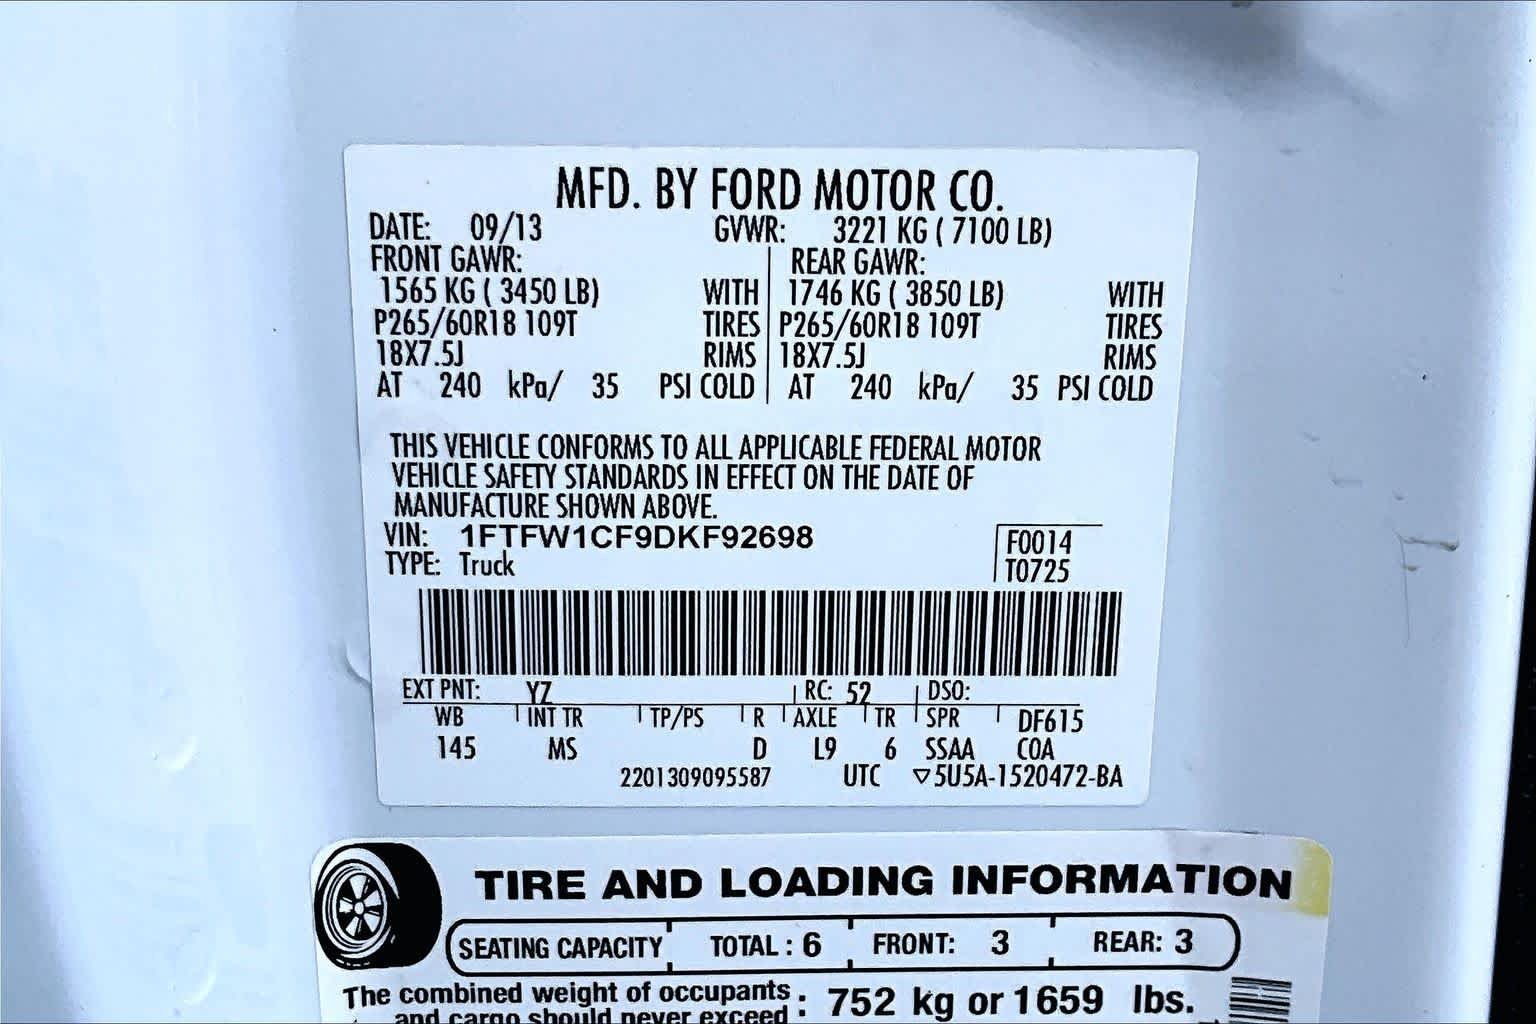 MFD. BY FORD MOTOR CO.
DATE: 09/13 GVWR: 3221 KG ( 7100 LB)
FRONT GAWR: REAR GAWR:
1565 KG ( 3450 LB) WITH 1746 KG ( 3850 LB) WITH
P265/60R18 109T TIRES P265/60R18 109T TIRES
18X7.5J RIMS 18X7.5J RIMS
AT 240 kPa/ 35 PSI COLD AT 240 kPa/ 35 PSI COLD
THIS VEHICLE CONFORMS TO ALL APPLICABLE FEDERAL MOTOR
VEHICLE SAFETY STANDARDS IN EFFECT ON THE DATE OF
MANUFACTURE SHOWN ABOVE.
VIN: 1FTFW1CF9DKF92698 F0014
TYPE: Truck T0725
EXT PNT: YZ RC: 52 DSO:
WB INT TR TP/PS R AXLE TR SPR DF615
145 MS D L9 6 SSAA COA
2201309095587 UTC ▽5U5A-1520472-BA
TIRE AND LOADING INFORMATION
SEATING CAPACITY TOTAL : 6 FRONT: 3 REAR: 3
The combined weight of occupants : 752 kg or 1659 lbs.
and cargo should never exceed